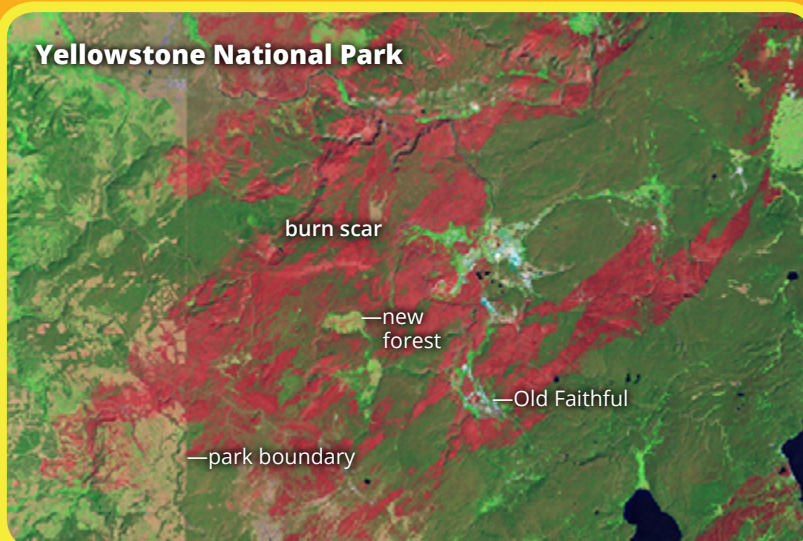 Yellowstone National Park
burn scar
—new
forest
—Old Faithful
—park boundary